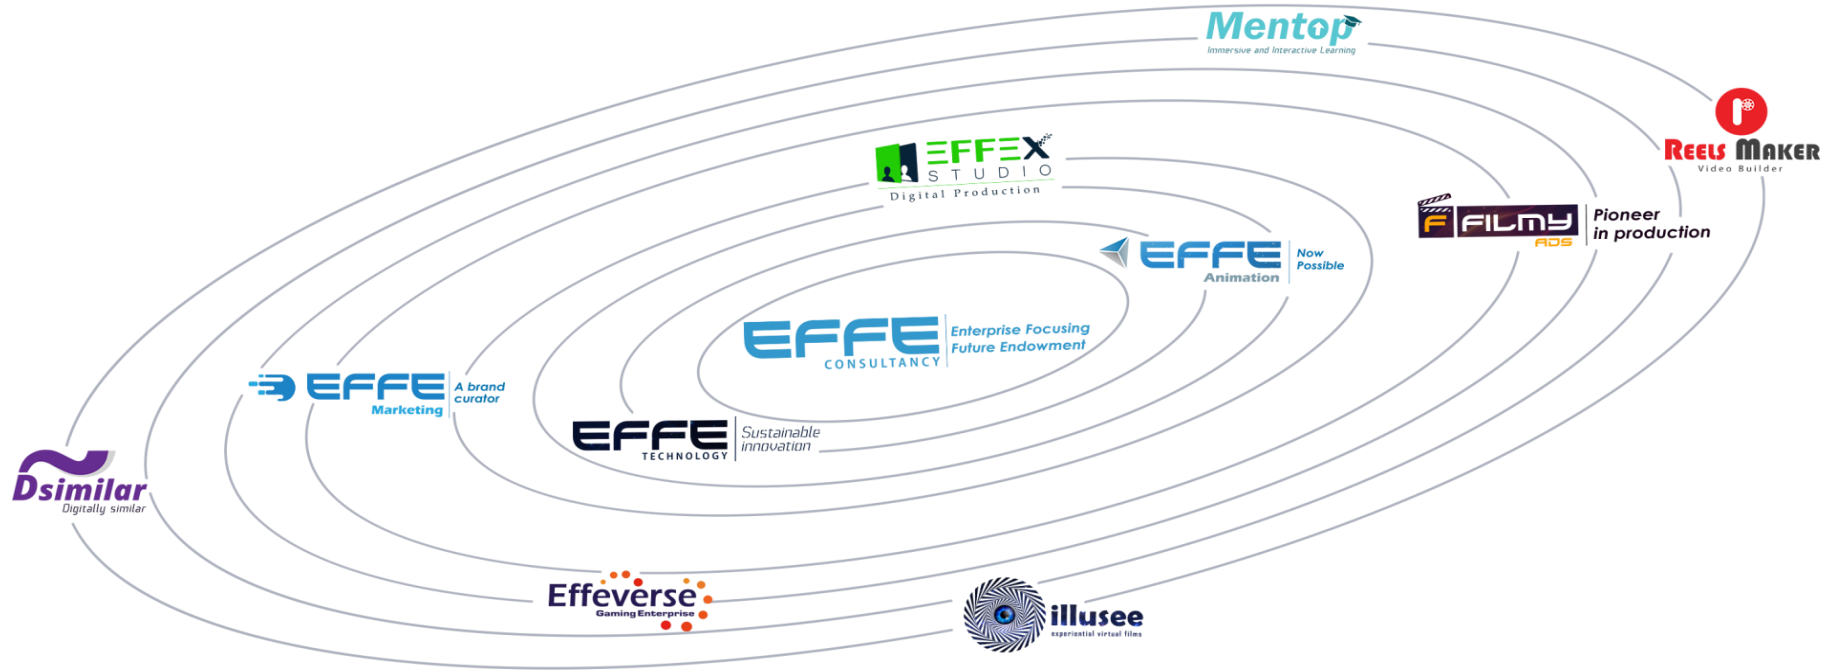 Mentop
Immersive and Interactive Learning
REELS MAKER
Video Builder
EFFEX
STUDIO
Digital Production
F FILMY
ADS
Pioneer
in production
EFFE
Animation
Now
Possible
EFFE
CONSULTANCY
Enterprise Focusing
Future Endowment
EFFE
Marketing
A brand
curator
EFFE
TECHNOLOGY
Sustainable
innovation
Dsimilar
Digitally similar
Effeverse
Gaming Enterprise
illusee
experiential virtual films